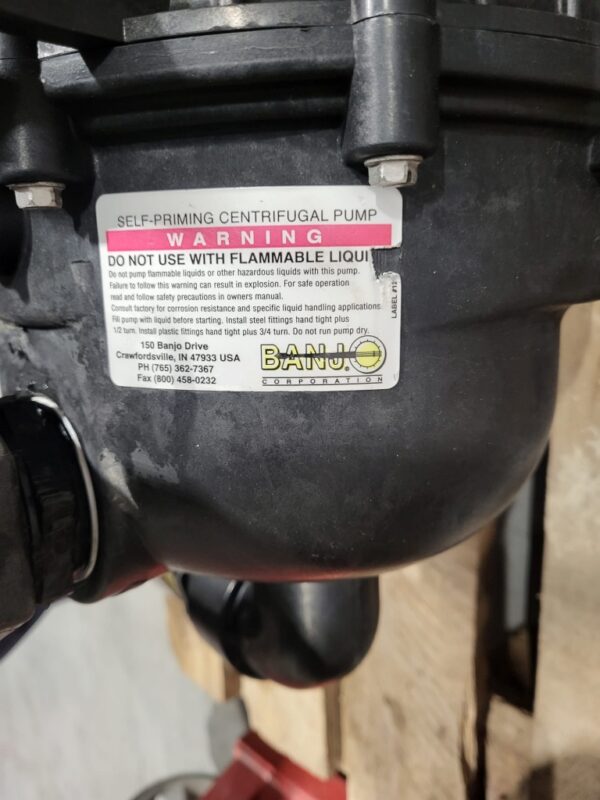 SELF-PRIMING CENTRIFUGAL PUMP
WARNING
DO NOT USE WITH FLAMMABLE LIQUI
Do not pump flammable liquids or other hazardous liquids with this pump.
Failure to follow this warning can result in explosion. For safe operation
read and follow safety precautions in owners manual.
Consult factory for corrosion resistance and specific liquid handling applications.
Fill pump with liquid before starting. Install steel fittings hand tight plus
1/2 turn. Install plastic fittings hand tight plus 3/4 turn. Do not run pump dry.
150 Banjo Drive
Crawfordsville, IN 47933 USA
PH (765) 362-7367
Fax (800) 458-0232
BANJO
CORPORATION
LABEL